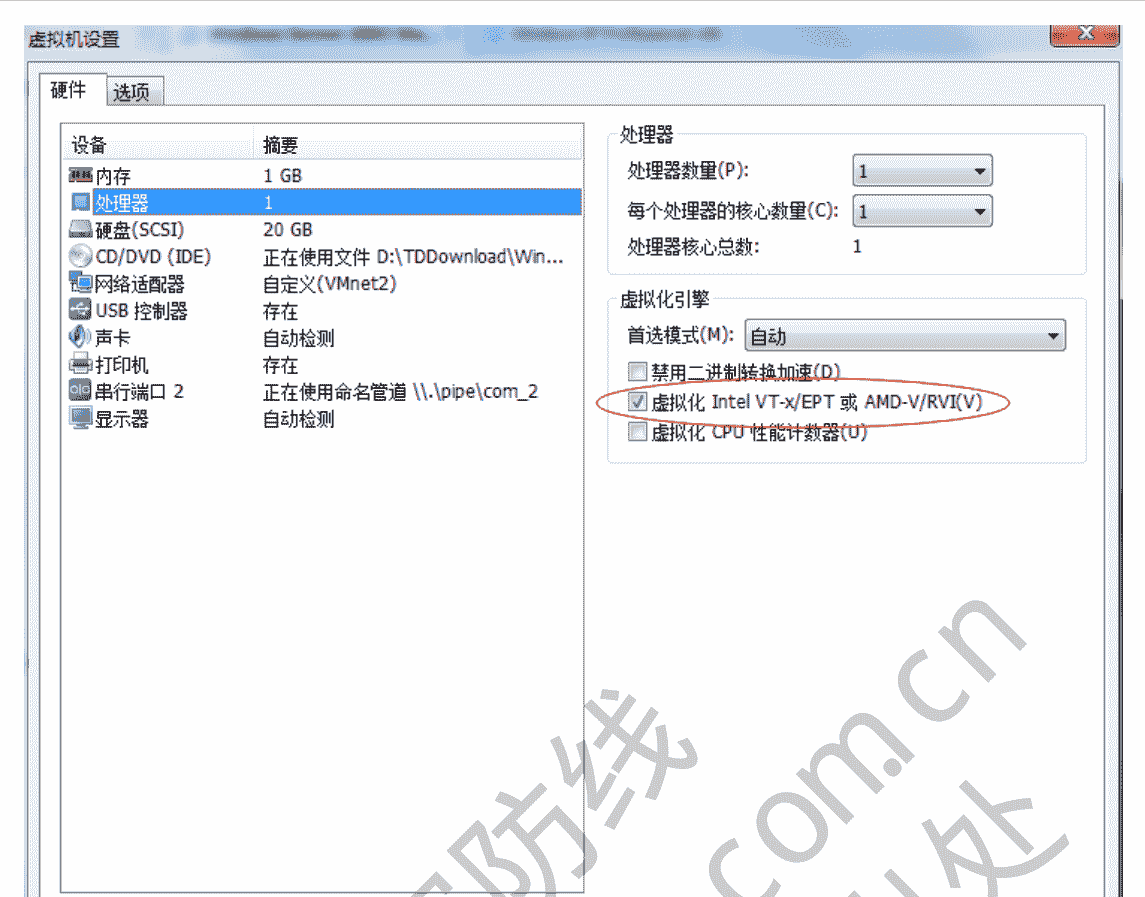 虚拟机设置
硬件 选项
设备 摘要
内存 1 GB
处理器 1
硬盘(SCSI) 20 GB
CD/DVD (IDE) 正在使用文件 D:\TDDownload\Win...
网络适配器 自定义(VMnet2)
USB 控制器 存在
声卡 自动检测
打印机 存在
串行端口 2 正在使用命名管道 \\.\pipe\com_2
显示器 自动检测
处理器
处理器数量(P): 1
每个处理器的核心数量(C): 1
处理器核心总数: 1
虚拟化引擎
首选模式(M): 自动
禁用二进制转换加速(D)
虚拟化 Intel VT-x/EPT 或 AMD-V/RVI(V)
虚拟化 CPU 性能计数器(U)
防线
com.cn
处